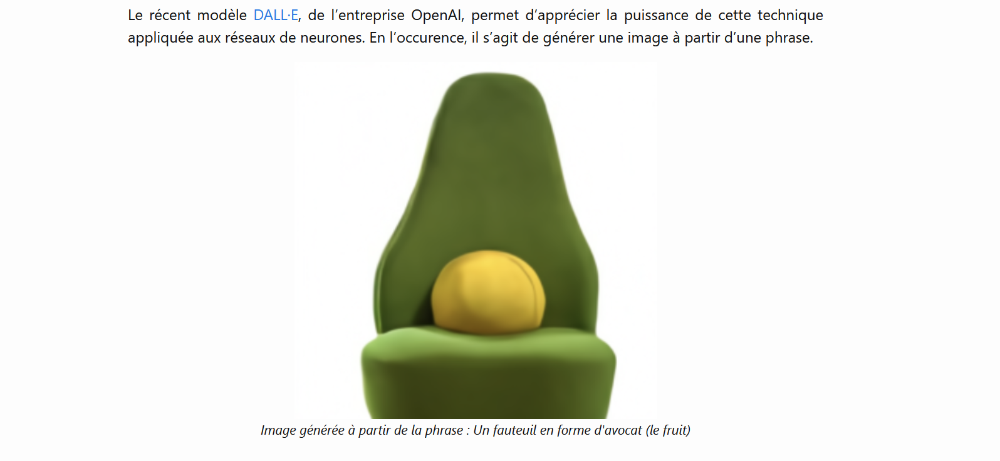 Le récent modèle DALL·E, de l’entreprise OpenAI, permet d’apprécier la puissance de cette technique
appliquée aux réseaux de neurones. En l’occurence, il s’agit de générer une image à partir d’une phrase.
Image générée à partir de la phrase : Un fauteuil en forme d'avocat (le fruit)